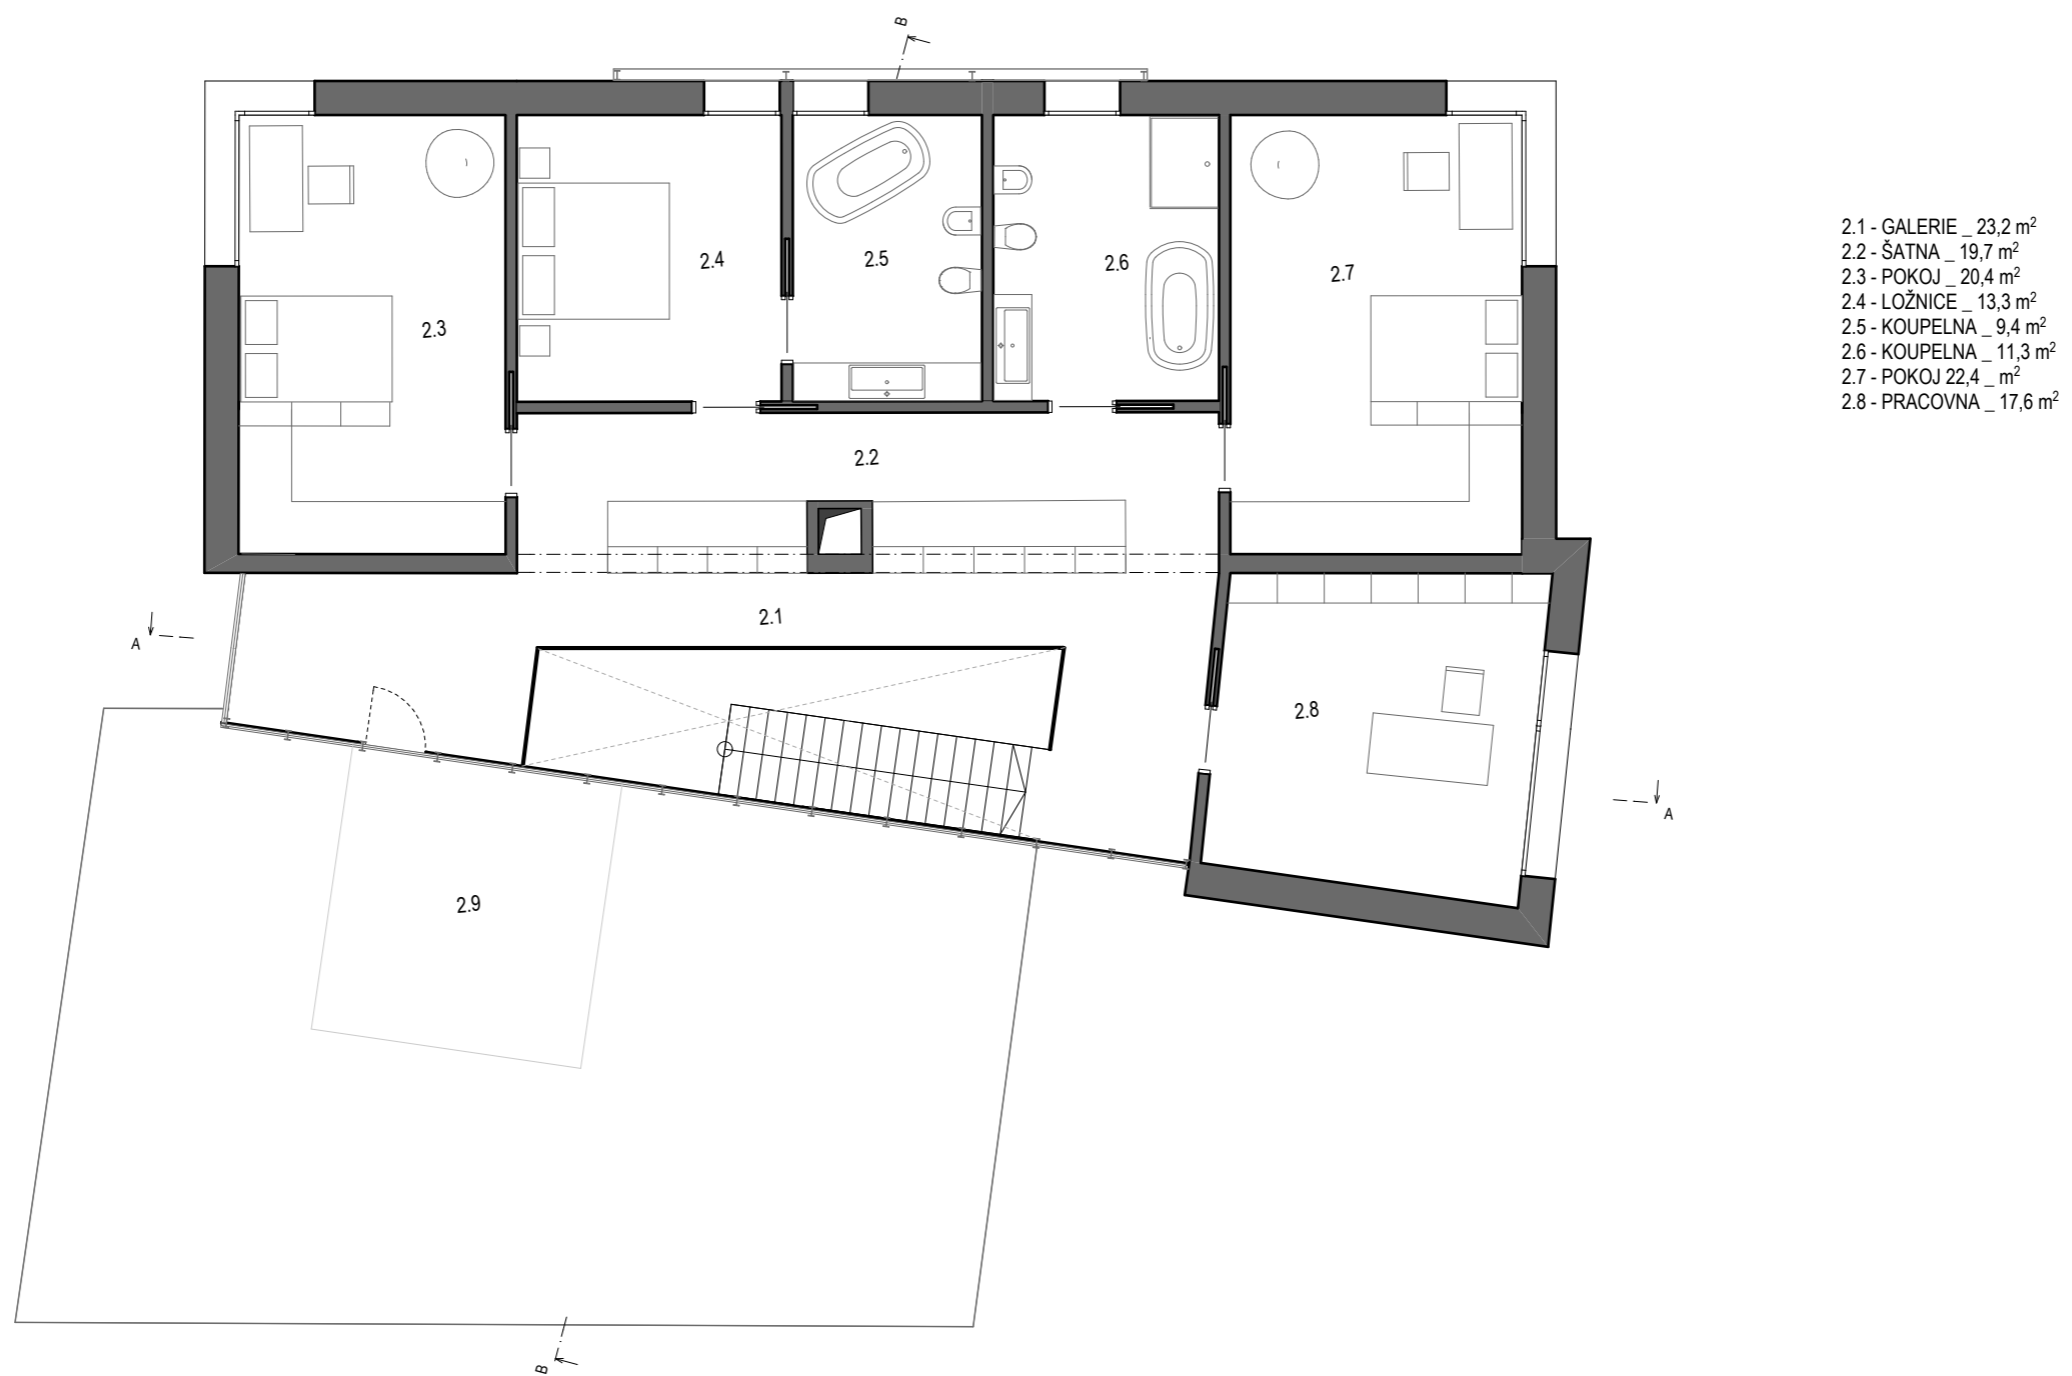 B
2.1 - GALERIE _ 23,2 m²
2.2 - ŠATNA _ 19,7 m²
2.3 - POKOJ _ 20,4 m²
2.4 - LOŽNICE _ 13,3 m²
2.5 - KOUPELNA _ 9,4 m²
2.6 - KOUPELNA _ 11,3 m²
2.7 - POKOJ 22,4 _ m²
2.8 - PRACOVNA _ 17,6 m²
2.4
2.5
2.6
2.7
2.3
2.2
2.1
A
2.8
A
2.9
B